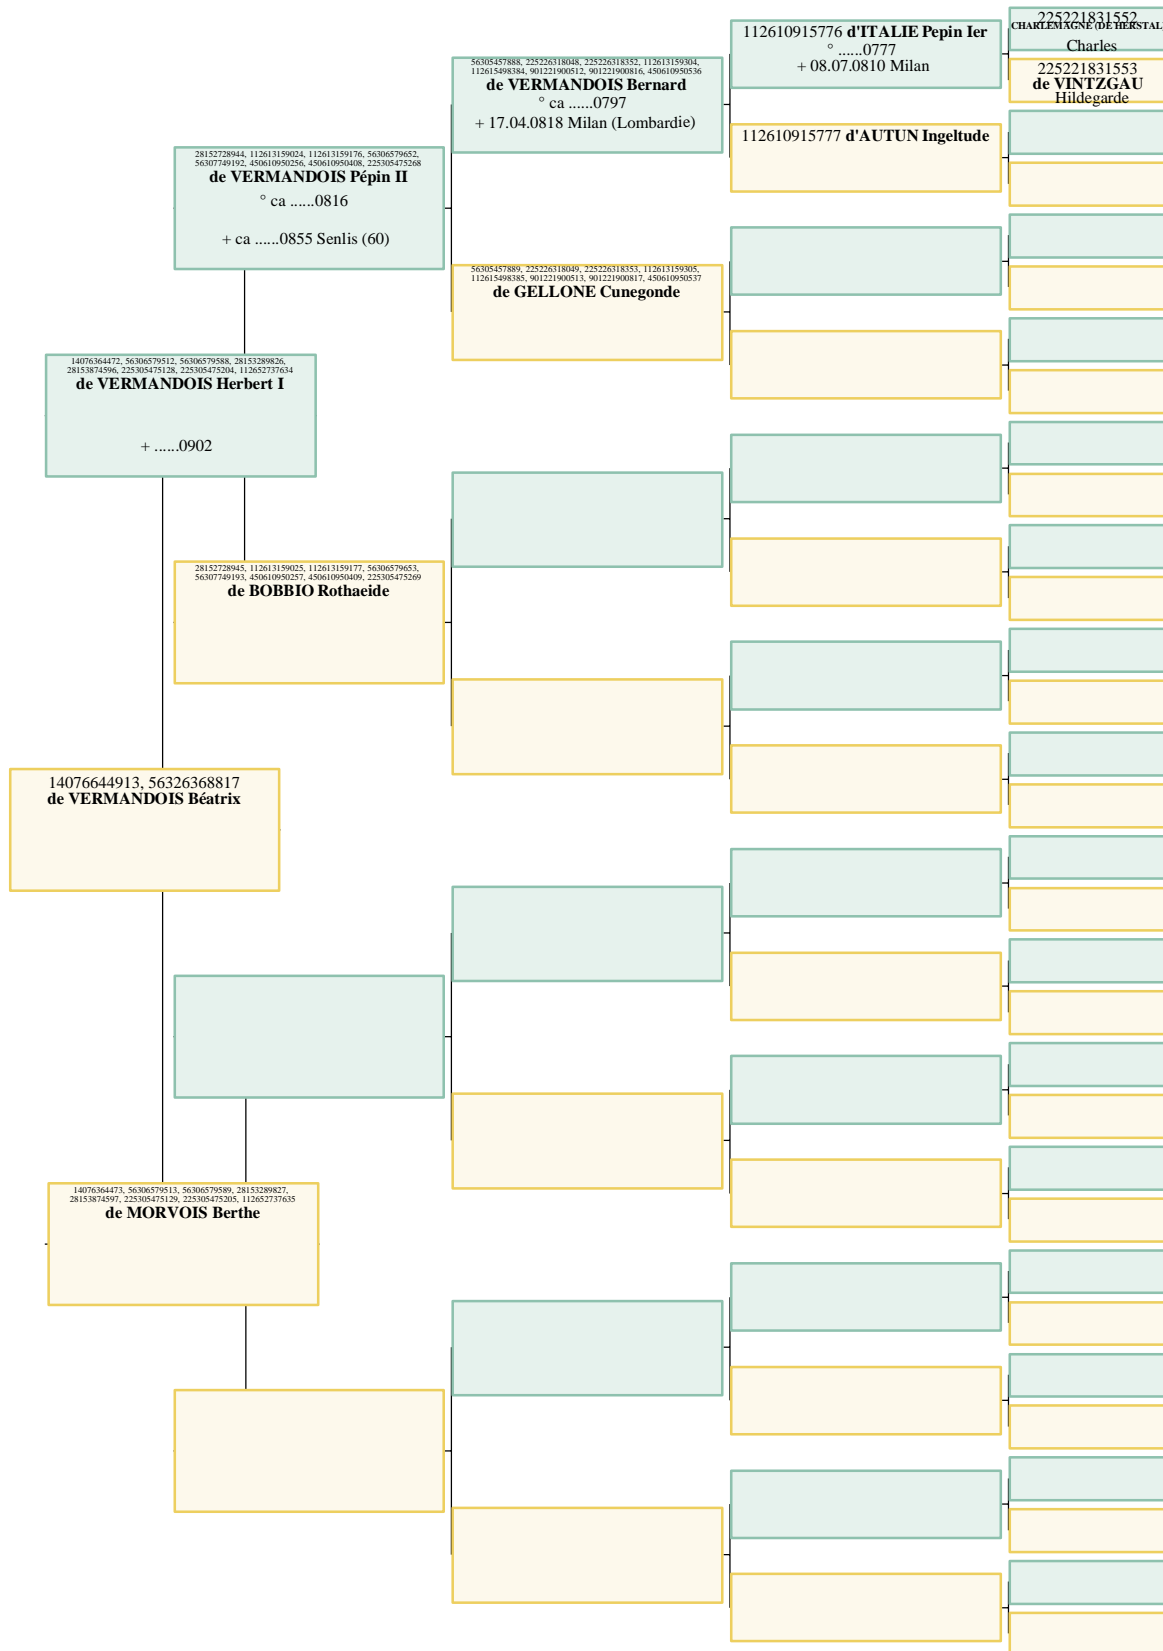 225221831552
CHARLEMAGNE (DE HERSTAL
Charles
225221831553
de VINTZGAU
Hildegarde
112610915776 d'ITALIE Pepin Ier
° ......0777
+ 08.07.0810 Milan
112610915777 d'AUTUN Ingeltude
56305457888, 225226318048, 225226318352, 112613159304,
112615498384, 901221900512, 901221900816, 450610950536
de VERMANDOIS Bernard
° ca ......0797
+ 17.04.0818 Milan (Lombardie)
28152728944, 112613159024, 112613159176, 56306579652,
56307749192, 450610950256, 450610950408, 225305475268
de VERMANDOIS Pépin II
° ca ......0816
+ ca ......0855 Senlis (60)
56305457889, 225226318049, 225226318353, 112613159305,
112615498385, 901221900513, 901221900817, 450610950537
de GELLONE Cunegonde
14076364472, 56306579512, 56306579588, 28153289826,
28153874596, 225305475128, 225305475204, 112652737634
de VERMANDOIS Herbert I
+ ......0902
28152728945, 112613159025, 112613159177, 56306579653,
56307749193, 450610950257, 450610950409, 225305475269
de BOBBIO Rothaeide
14076644913, 56326368817
de VERMANDOIS Béatrix
14076364473, 56306579513, 56306579589, 28153289827,
28153874597, 225305475129, 225305475205, 112652737635
de MORVOIS Berthe